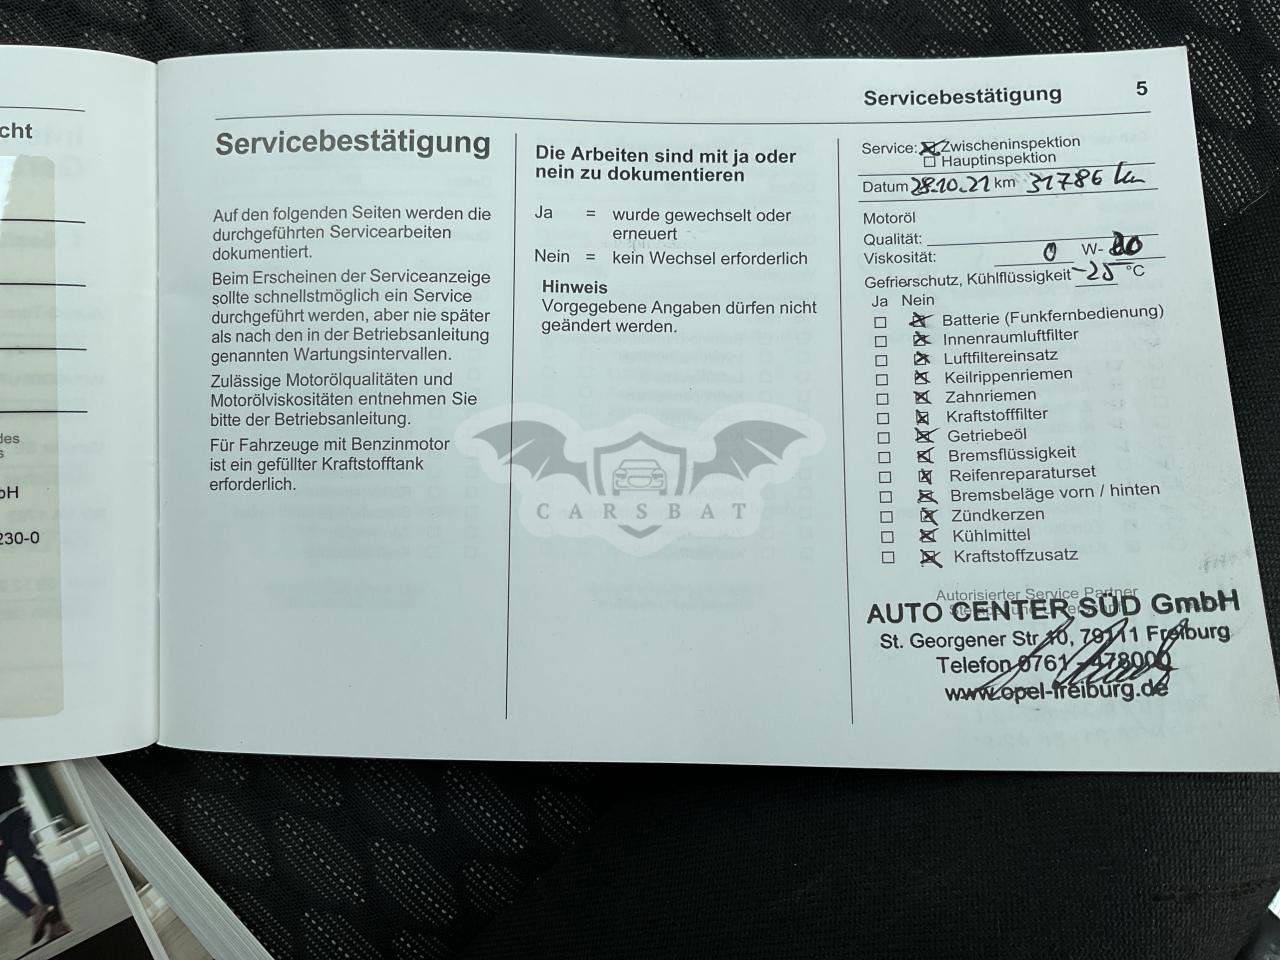 cht
des
s
bH
230-0
Servicebestätigung 5
Servicebestätigung
Auf den folgenden Seiten werden die
durchgeführten Servicearbeiten
dokumentiert.
Beim Erscheinen der Serviceanzeige
sollte schnellstmöglich ein Service
durchgeführt werden, aber nie später
als nach den in der Betriebsanleitung
genannten Wartungsintervallen.
Zulässige Motorölqualitäten und
Motorölviskositäten entnehmen Sie
bitte der Betriebsanleitung.
Für Fahrzeuge mit Benzinmotor
ist ein gefüllter Kraftstofftank
erforderlich.
Die Arbeiten sind mit ja oder
nein zu dokumentieren
Ja = wurde gewechselt oder
erneuert
Nein = kein Wechsel erforderlich
Hinweis
Vorgegebene Angaben dürfen nicht
geändert werden.
CARSBAT
Service: Zwischeninspektion
Hauptinspektion
Datum 28.10.21 km 31786 km
Motoröl
Qualität:
Viskosität: 0 W- 20
Gefrierschutz, Kühlflüssigkeit -25 °C
Ja Nein
Batterie (Funkfernbedienung)
Innenraumluftfilter
Luftfiltereinsatz
Keilrippenriemen
Zahnriemen
Kraftstofffilter
Getriebeöl
Bremsflüssigkeit
Reifenreparaturset
Bremsbeläge vorn / hinten
Zündkerzen
Kühlmittel
Kraftstoffzusatz
Autorisierter Service Partner
AUTO CENTER SÜD GmbH
St. Georgener Str 10, 79111 Freiburg
Telefon 0761 - 478000
www.opel-freiburg.de